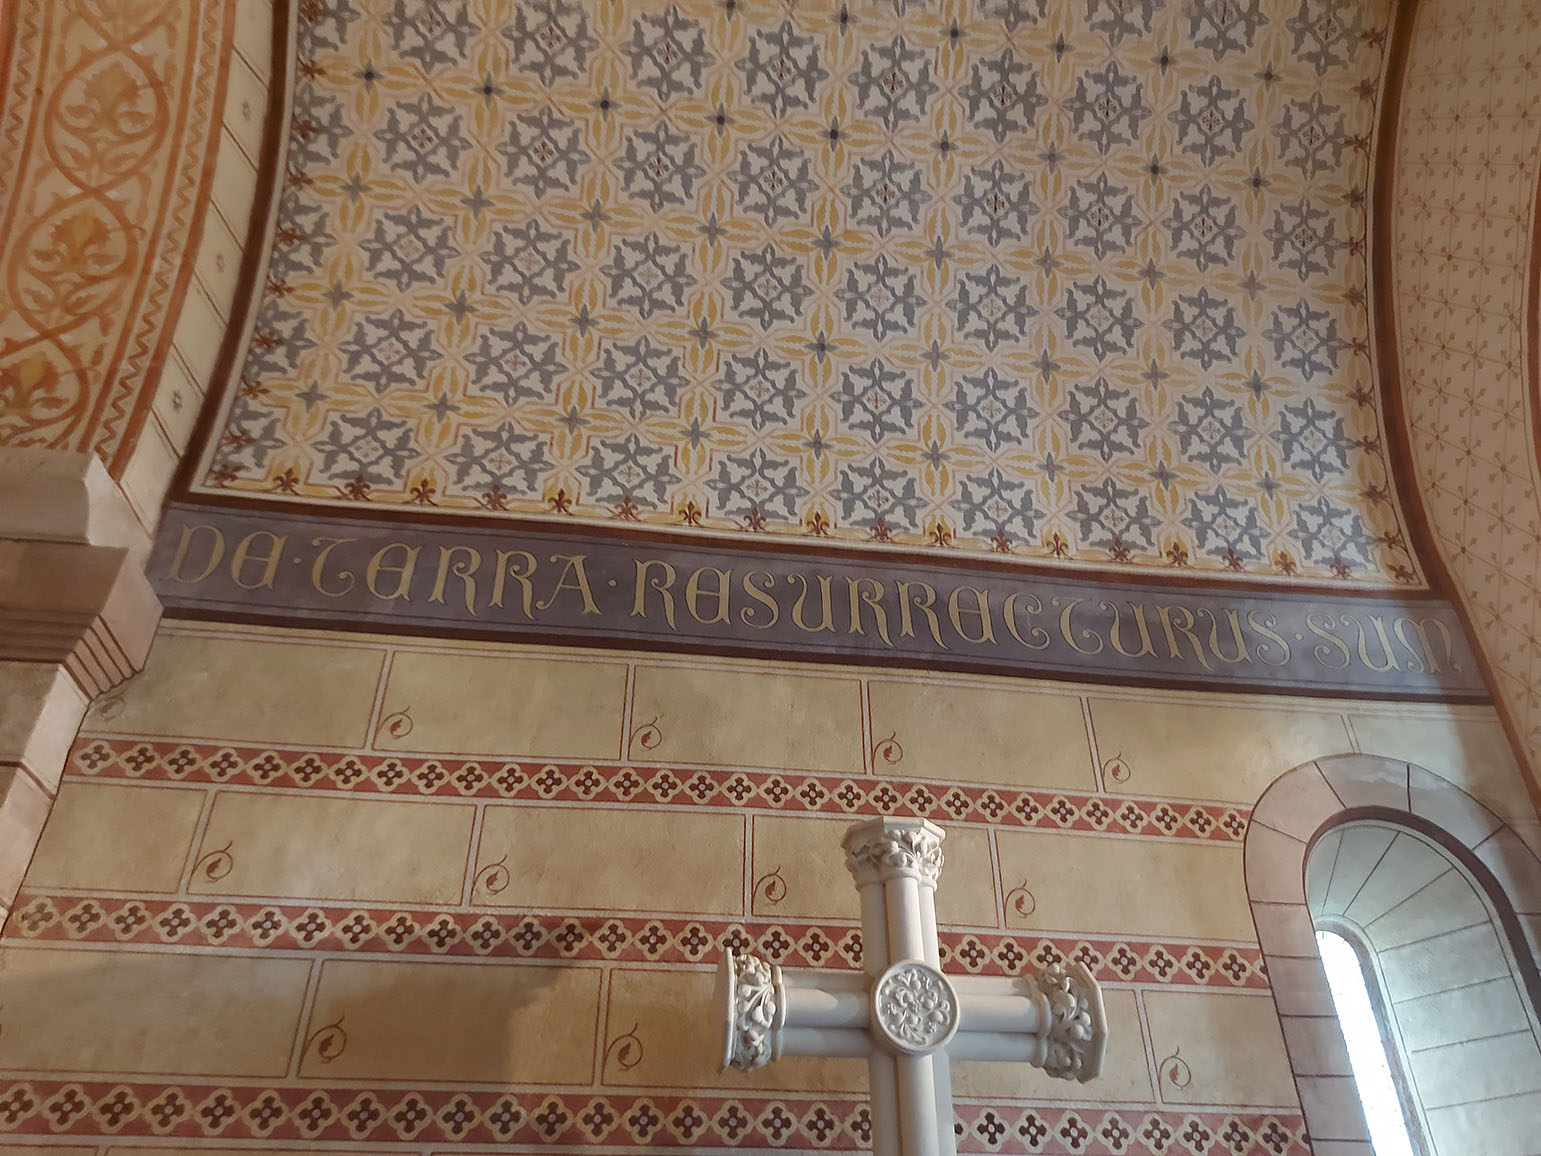 DE · TERRA · RESURRECTURUS · SUM